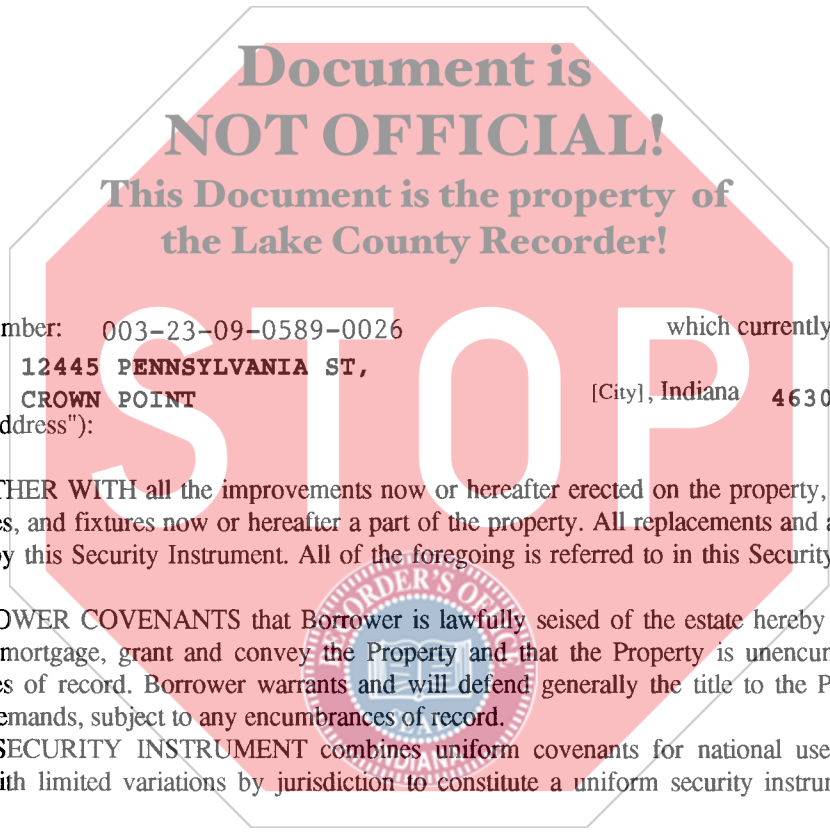 Document is
NOT OFFICIAL!
This Document is the property of
the Lake County Recorder!
STOP
mber: 003-23-09-0589-0026 which currently
12445 PENNSYLVANIA ST,
CROWN POINT [City], Indiana 4630
ddress"):
THER WITH all the improvements now or hereafter erected on the property,
es, and fixtures now or hereafter a part of the property. All replacements and a
by this Security Instrument. All of the foregoing is referred to in this Security
OWER COVENANTS that Borrower is lawfully seised of the estate hereby
mortgage, grant and convey the Property and that the Property is unencum
es of record. Borrower warrants and will defend generally the title to the P
emands, subject to any encumbrances of record.
SECURITY INSTRUMENT combines uniform covenants for national use
ith limited variations by jurisdiction to constitute a uniform security instrum
RECORDER'S OFFICE
SEAL
INDIANA